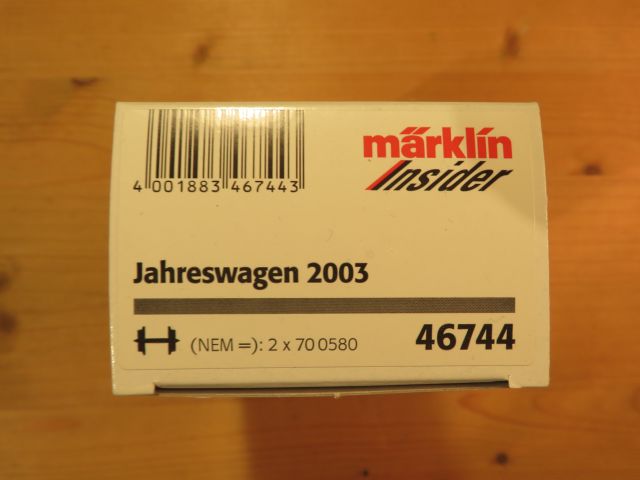 märklin
Insider
4 001883 467443
Jahreswagen 2003
(NEM =): 2 x 70 0580
46744